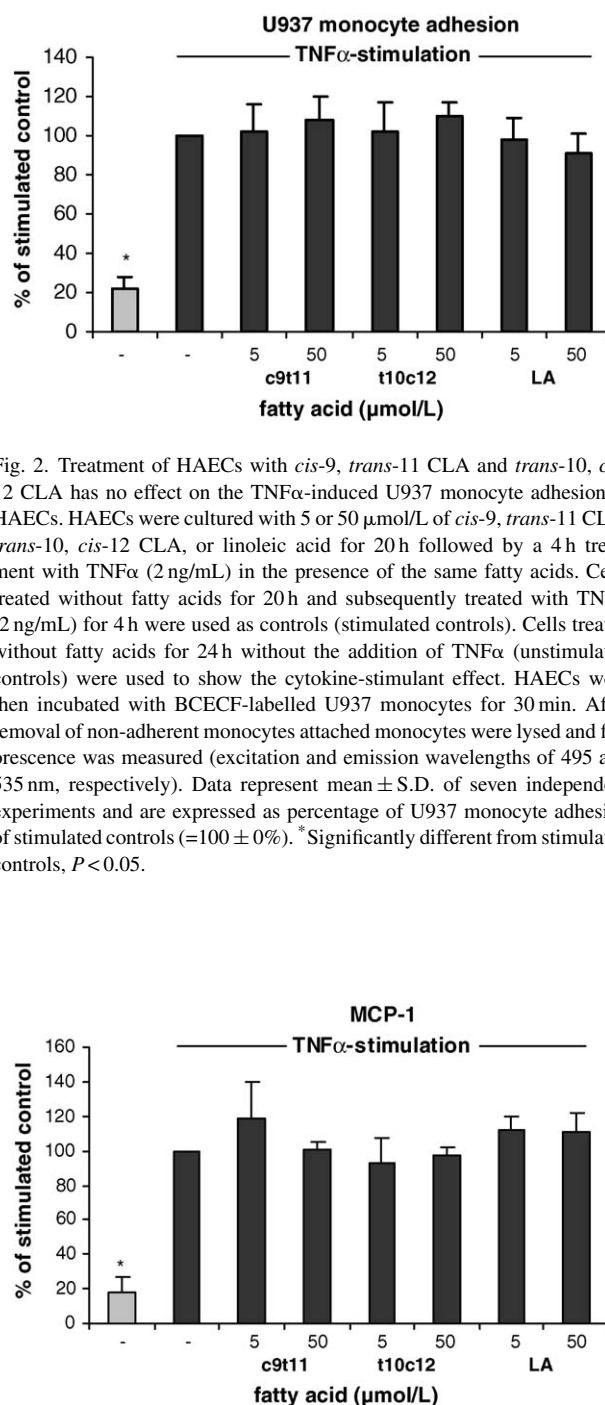 U937 monocyte adhesion
TNFα-stimulation
140
120
100
80
60
40
20
0
% of stimulated control
*
- - 5 50 5 50 5 50
c9t11 t10c12 LA
fatty acid (μmol/L)
Fig. 2. Treatment of HAECs with cis-9, trans-11 CLA and trans-10,
12 CLA has no effect on the TNFα-induced U937 monocyte adhesion
HAECs. HAECs were cultured with 5 or 50 μmol/L of cis-9, trans-11
trans-10, cis-12 CLA, or linoleic acid for 20 h followed by a 4 h
ment with TNFα (2 ng/mL) in the presence of the same fatty acids.
treated without fatty acids for 20 h and subsequently treated with
(2 ng/mL) for 4 h were used as controls (stimulated controls). Cells
without fatty acids for 24 h without the addition of TNFα
controls) were used to show the cytokine-stimulant effect. HAECs
then incubated with BCECF-labelled U937 monocytes for 30 min.
removal of non-adherent monocytes attached monocytes were lysed and
orescence was measured (excitation and emission wavelengths of 495
535 nm, respectively). Data represent mean ± S.D. of seven
experiments and are expressed as percentage of U937 monocyte
of stimulated controls (=100 ± 0%). *Significantly different from
controls, P < 0.05.
MCP-1
TNFα-stimulation
160
140
120
100
80
60
40
20
0
% of stimulated control
*
- - 5 50 5 50 5 50
c9t11 t10c12 LA
fatty acid (μmol/L)